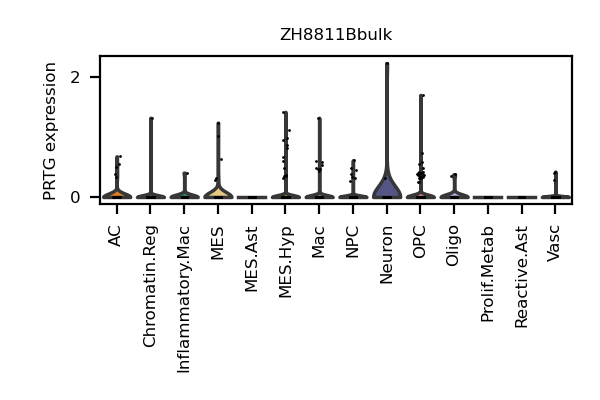 ZH8811Bbulk
PRTG expression
2
0
AC
Chromatin.Reg
Inflammatory.Mac
MES
MES.Ast
MES.Hyp
Mac
NPC
Neuron
OPC
Oligo
Prolif.Metab
Reactive.Ast
Vasc